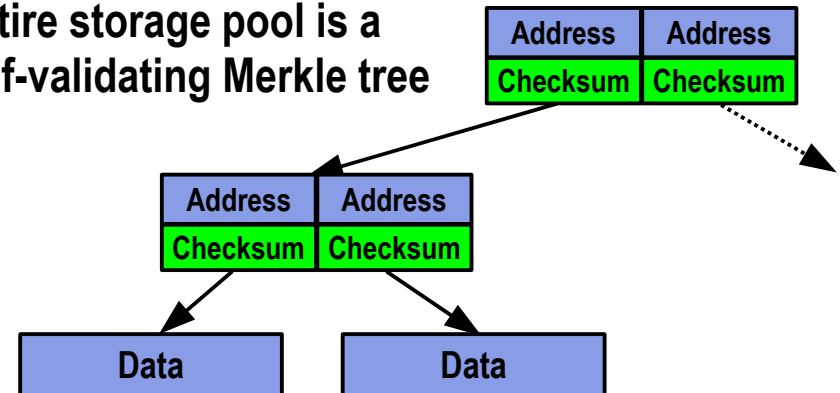 tire storage pool is a
f-validating Merkle tree
Address Address
Checksum Checksum
Address Address
Checksum Checksum
Data Data